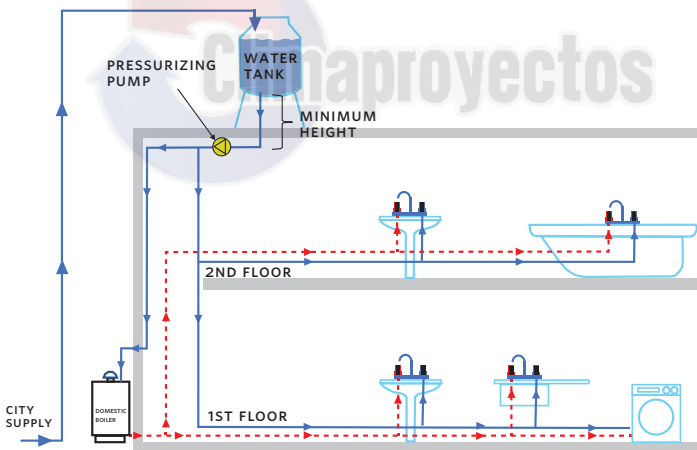 Climaproyectos
WATER
TANK
PRESSURIZING
PUMP
MINIMUM
HEIGHT
2ND FLOOR
DOMESTIC
BOILER
CITY
SUPPLY
1ST FLOOR